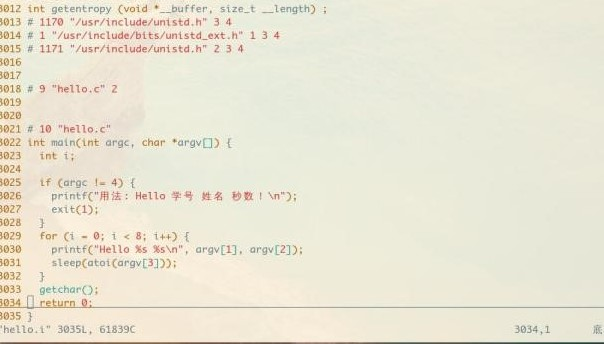 3012 int getentropy (void *__buffer, size_t __length) ;
3013 # 1170 "/usr/include/unistd.h" 3 4
3014 # 1 "/usr/include/bits/unistd_ext.h" 1 3 4
3015 # 1171 "/usr/include/unistd.h" 2 3 4
3016
3017
3018 # 9 "hello.c" 2
3019
3020
3021 # 10 "hello.c"
3022 int main(int argc, char *argv[]) {
3023   int i;
3024
3025   if (argc != 4) {
3026     printf("用法: Hello 学号 姓名 秒数！\n");
3027     exit(1);
3028   }
3029   for (i = 0; i < 8; i++) {
3030     printf("Hello %s %s\n", argv[1], argv[2]);
3031     sleep(atoi(argv[3]));
3032   }
3033   getchar();
3034   return 0;
3035 }
"hello.i" 3035L, 61839C 3034,1 底